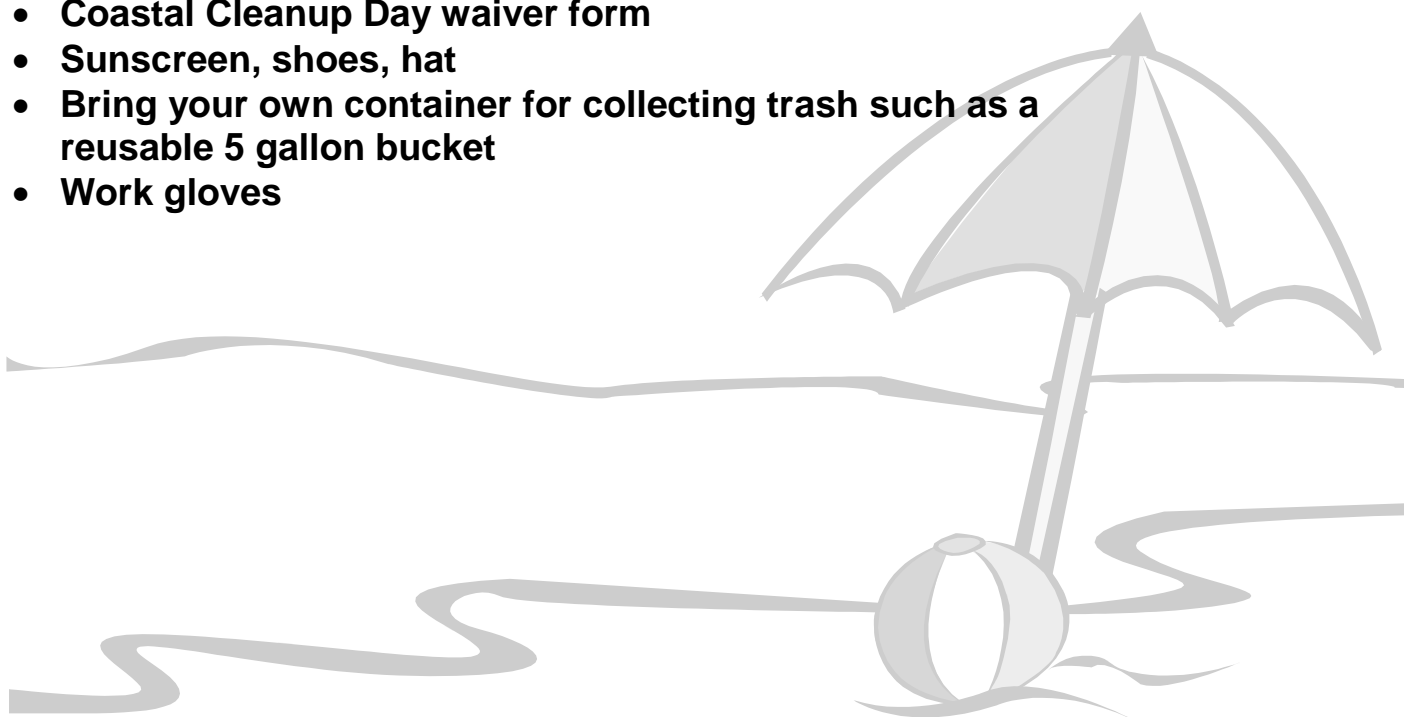 • Coastal Cleanup Day waiver form
• Sunscreen, shoes, hat
• Bring your own container for collecting trash such as a
reusable 5 gallon bucket
• Work gloves